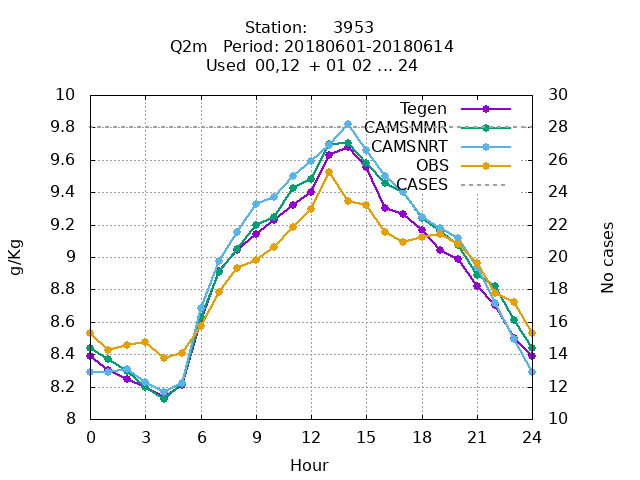 Station: 3953
Q2m Period: 20180601-20180614
Used 00,12 + 01 02 ... 24
10 30
Tegen
9.8 CAMSMMR 28
CAMSNRT
9.6 OBS 26
9.4 CASES 24
9.2 22
g/Kg 9 20 No cases
8.8 18
8.6 16
8.4 14
8.2 12
8 10
0 3 6 9 12 15 18 21 24
Hour